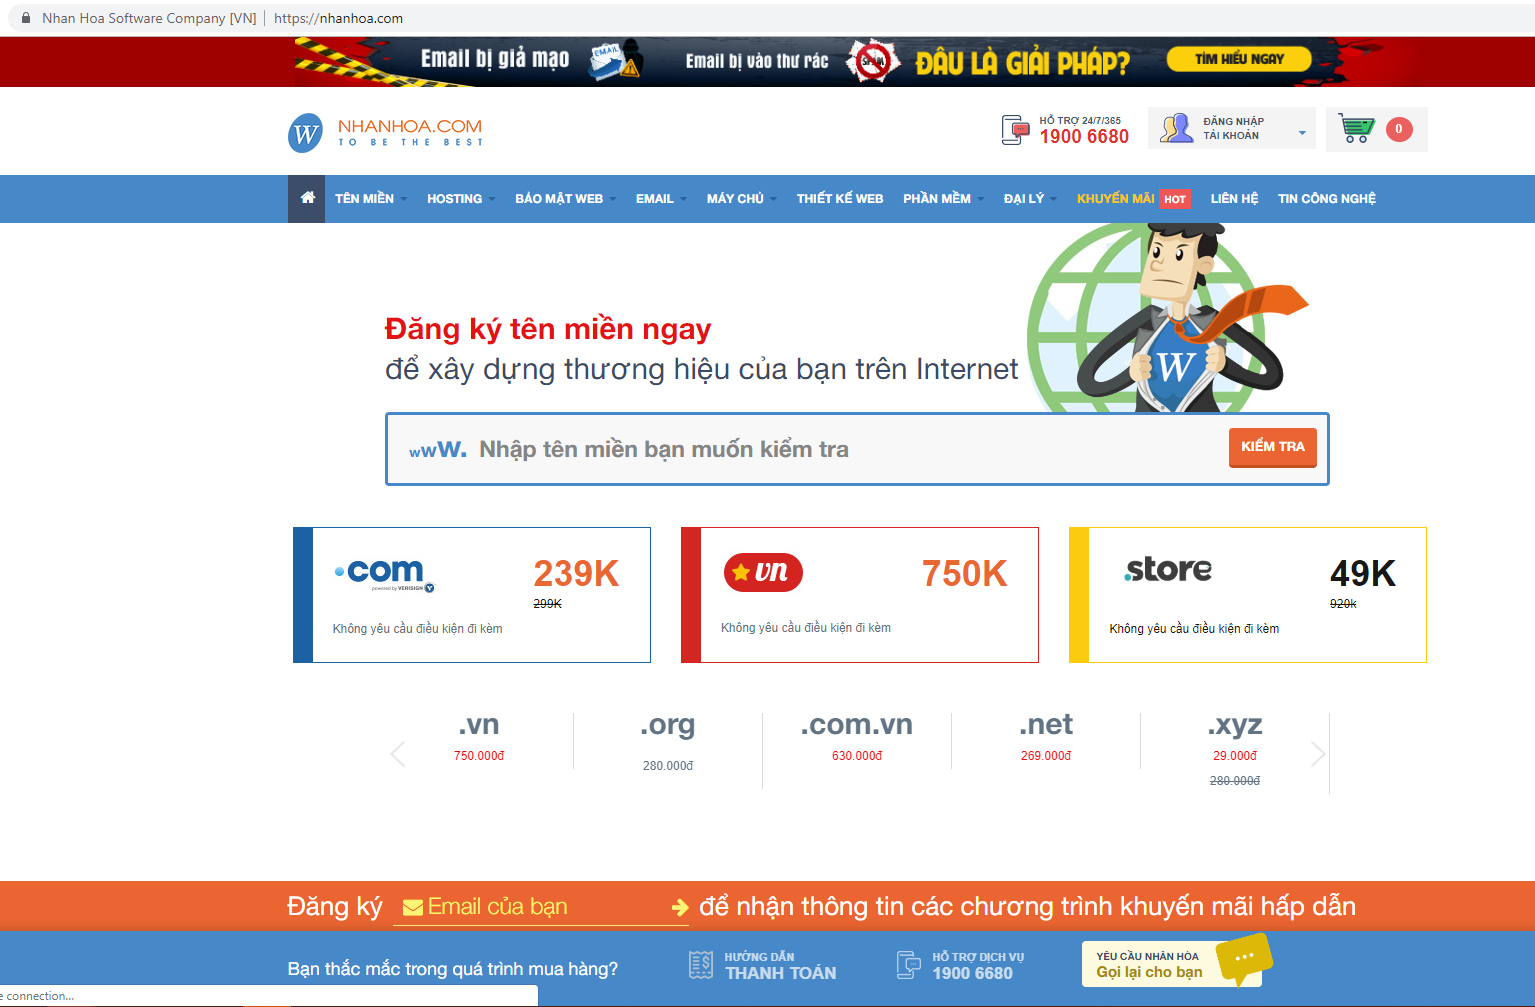 Nhan Hoa Software Company [VN] | https://nhanhoa.com
Email bị giả mạo
EMAIL
Email bị vào thư rác
SPAM
ĐÂU LÀ GIẢI PHÁP?
TÌM HIỂU NGAY
W
NHANHOA.COM
TO BE THE BEST
HỖ TRỢ 24/7/365
1900 6680
ĐĂNG NHẬP
TÀI KHOẢN
0
TÊN MIỀN
HOSTING
BẢO MẬT WEB
EMAIL
MÁY CHỦ
THIẾT KẾ WEB
PHẦN MỀM
ĐẠI LÝ
KHUYẾN MÃI HOT
LIÊN HỆ
TIN CÔNG NGHỆ
Đăng ký tên miền ngay
để xây dựng thương hiệu của bạn trên Internet
W
wwW. Nhập tên miền bạn muốn kiểm tra
KIỂM TRA
.com
powered by VERISIGN
239K
299K
Không yêu cầu điều kiện đi kèm
vn
750K
Không yêu cầu điều kiện đi kèm
.store
49K
920k
Không yêu cầu điều kiện đi kèm
.vn
750.000đ
.org
280.000đ
.com.vn
630.000đ
.net
269.000đ
.xyz
29.000đ
280.000đ
Đăng ký Email của bạn để nhận thông tin các chương trình khuyến mãi hấp dẫn
Bạn thắc mắc trong quá trình mua hàng?
HƯỚNG DẪN
THANH TOÁN
HỖ TRỢ DỊCH VỤ
1900 6680
YÊU CẦU NHÂN HÒA
Gọi lại cho bạn
e connection...